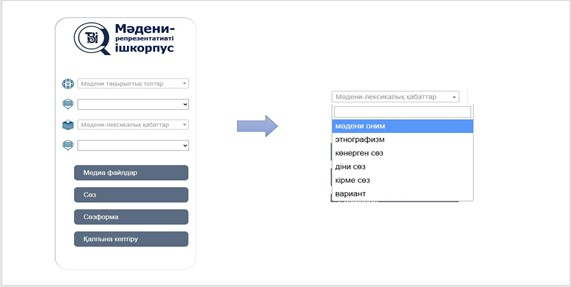 Мәдени-
репрезентативті
ішкорпус
Мәдени тақырыптық топтар
Мәдени-лексикалық қабаттар
Медиа файлдар
Сөз
Сөзформа
Қалпына келтіру
Мәдени-лексикалық қабаттар
мәдени оним
этнографизм
көнерген сөз
діни сөз
кірме сөз
вариант